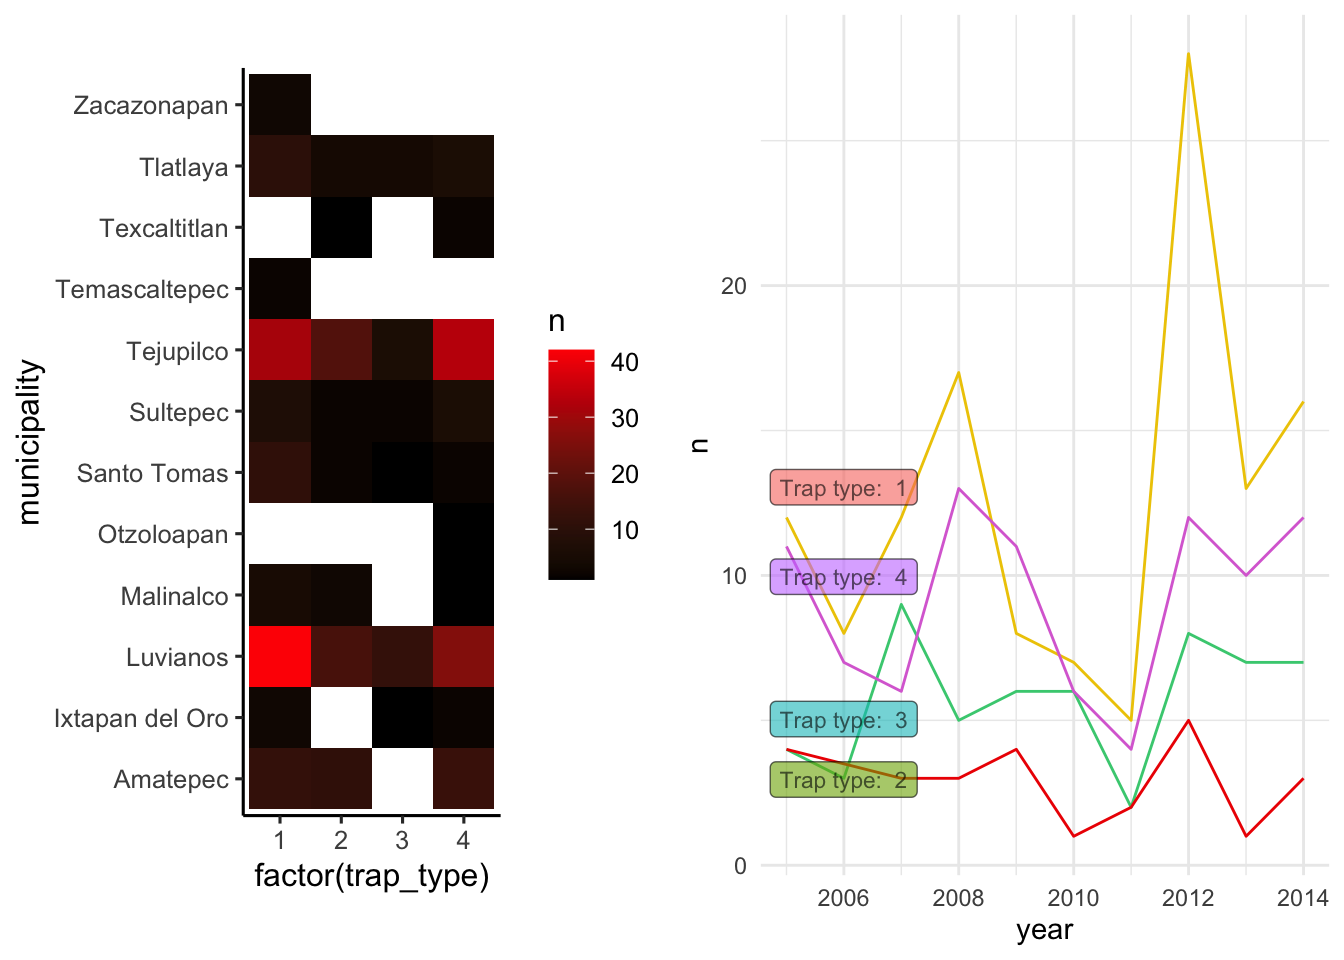 municipality
Zacazonapan
Tlatlaya
Texcaltitlan
Temascaltepec
Tejupilco
Sultepec
Santo Tomas
Otzoloapan
Malinalco
Luvianos
Ixtapan del Oro
Amatepec
1 2 3 4
factor(trap_type)
n
40
30
20
10
n
20
10
0
Trap type: 1
Trap type: 4
Trap type: 3
Trap type: 2
2006 2008 2010 2012 2014
year